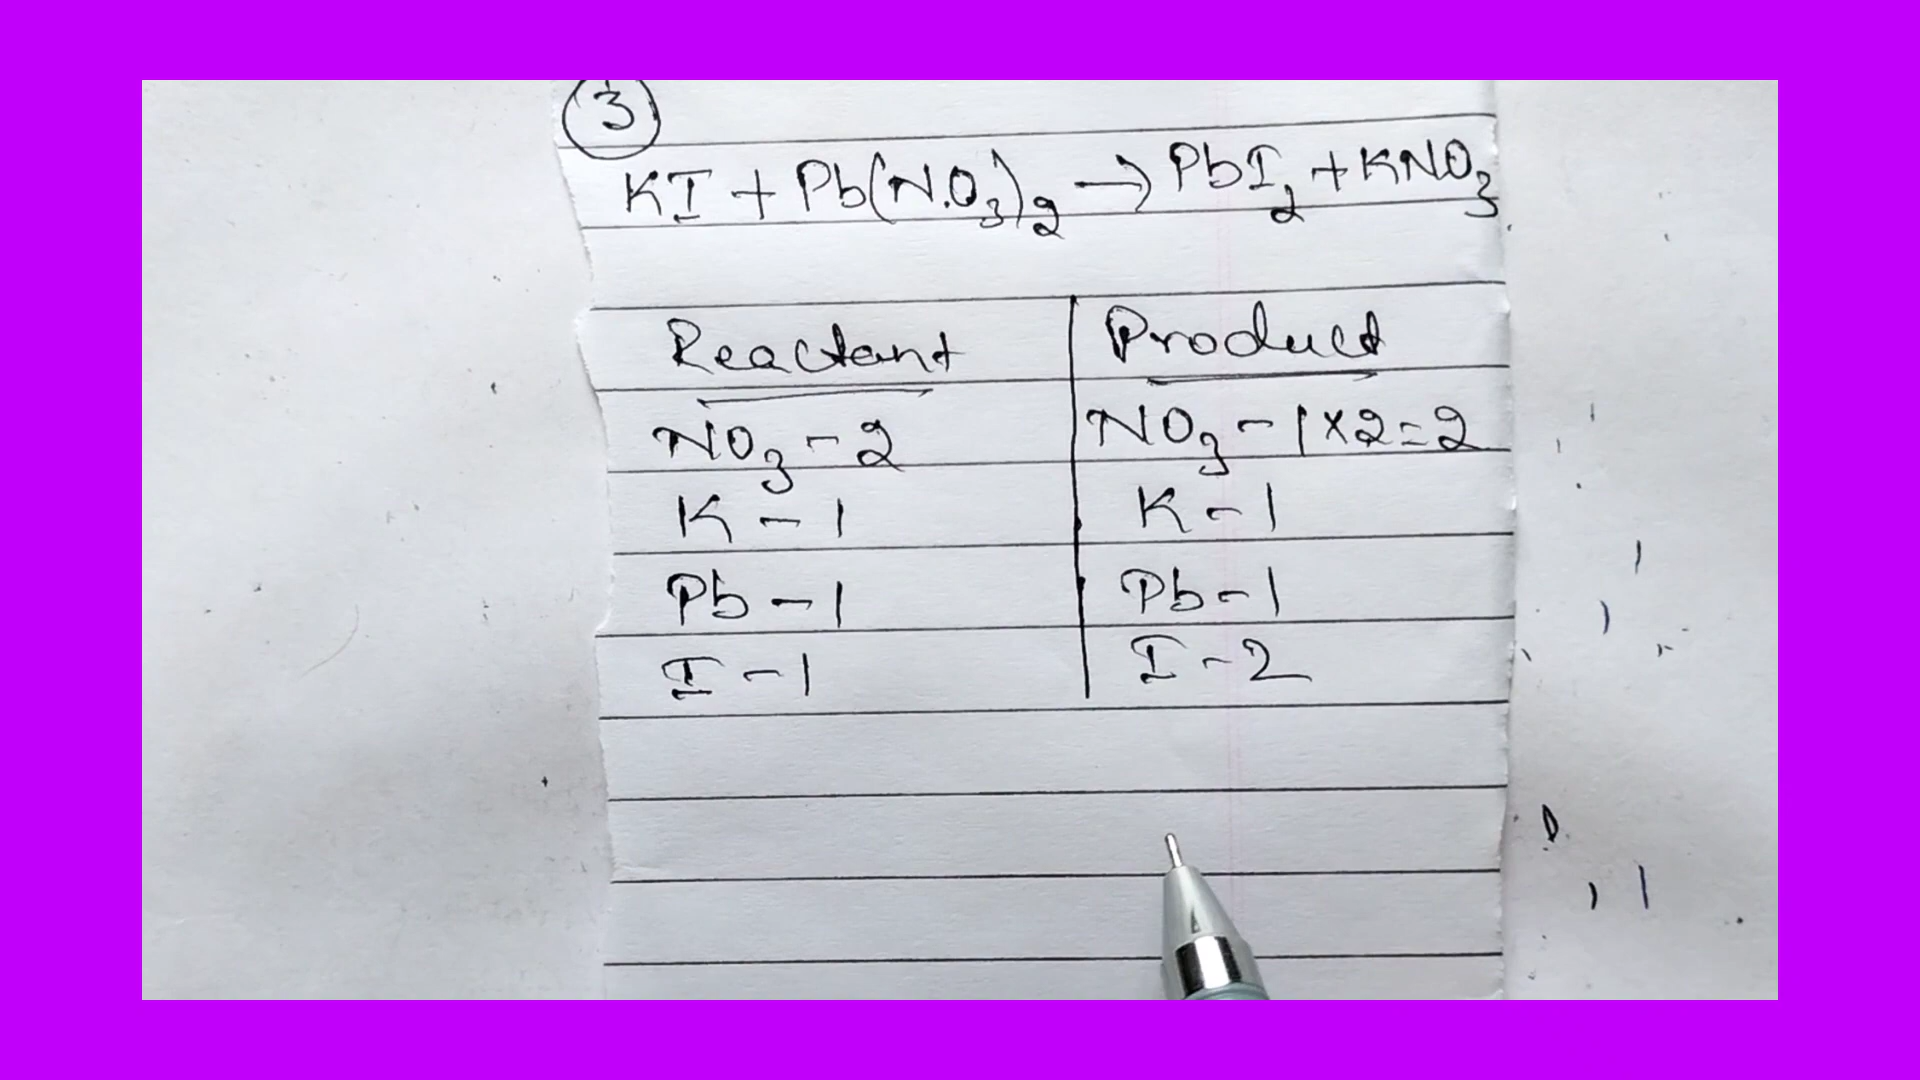 3
KI + Pb(NO₃)₂ → PbI₂ + KNO₃
Reactant Product
NO₃ - 2 NO₃ - 1×2=2
K - 1 K - 1
Pb - 1 Pb - 1
I - 1 I - 2